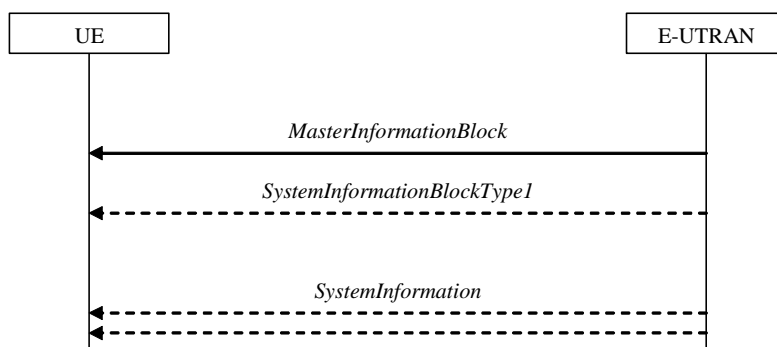 UE
E-UTRAN
MasterInformationBlock
SystemInformationBlockType1
SystemInformation